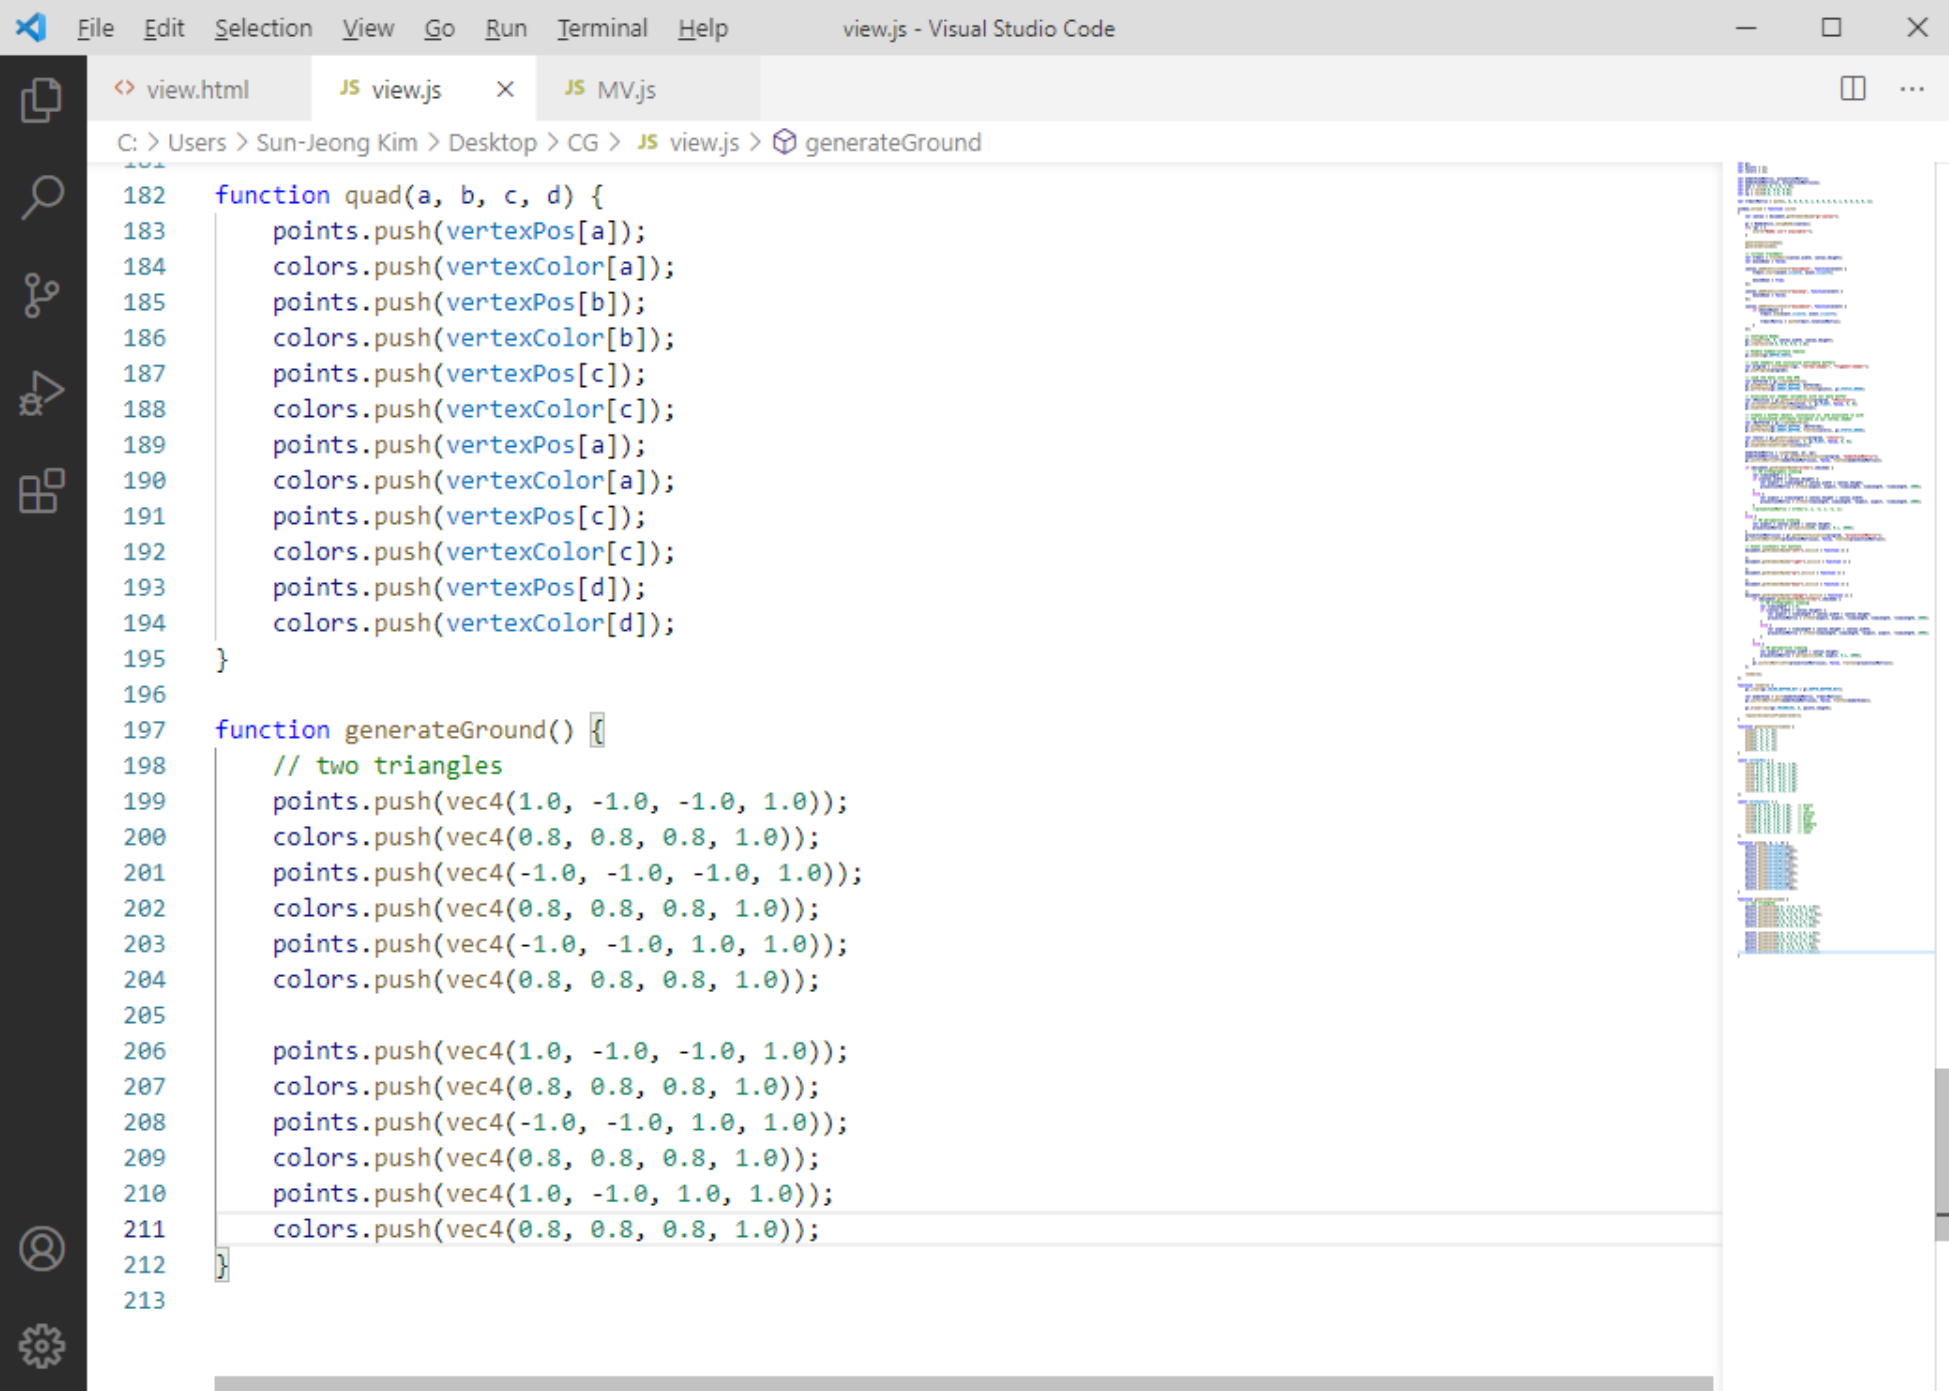 File Edit Selection View Go Run Terminal Help view.js - Visual Studio Code
view.html JS view.js JS MV.js
C: > Users > Sun-Jeong Kim > Desktop > CG > JS view.js > generateGround
181
182 function quad(a, b, c, d) {
183 points.push(vertexPos[a]);
184 colors.push(vertexColor[a]);
185 points.push(vertexPos[b]);
186 colors.push(vertexColor[b]);
187 points.push(vertexPos[c]);
188 colors.push(vertexColor[c]);
189 points.push(vertexPos[a]);
190 colors.push(vertexColor[a]);
191 points.push(vertexPos[c]);
192 colors.push(vertexColor[c]);
193 points.push(vertexPos[d]);
194 colors.push(vertexColor[d]);
195 }
196
197 function generateGround() {
198 // two triangles
199 points.push(vec4(1.0, -1.0, -1.0, 1.0));
200 colors.push(vec4(0.8, 0.8, 0.8, 1.0));
201 points.push(vec4(-1.0, -1.0, -1.0, 1.0));
202 colors.push(vec4(0.8, 0.8, 0.8, 1.0));
203 points.push(vec4(-1.0, -1.0, 1.0, 1.0));
204 colors.push(vec4(0.8, 0.8, 0.8, 1.0));
205
206 points.push(vec4(1.0, -1.0, -1.0, 1.0));
207 colors.push(vec4(0.8, 0.8, 0.8, 1.0));
208 points.push(vec4(-1.0, -1.0, 1.0, 1.0));
209 colors.push(vec4(0.8, 0.8, 0.8, 1.0));
210 points.push(vec4(1.0, -1.0, 1.0, 1.0));
211 colors.push(vec4(0.8, 0.8, 0.8, 1.0));
212 }
213